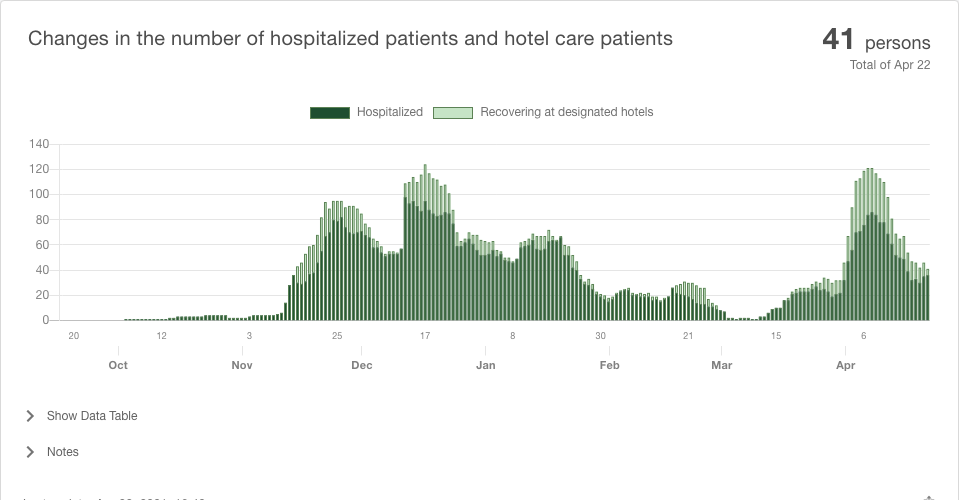 Changes in the number of hospitalized patients and hotel care patients
41 persons
Total of Apr 22
Hospitalized Recovering at designated hotels
140
120
100
80
60
40
20
0
20 12 3 25 17 8 30 21 15 6
Oct Nov Dec Jan Feb Mar Apr
Show Data Table
Notes